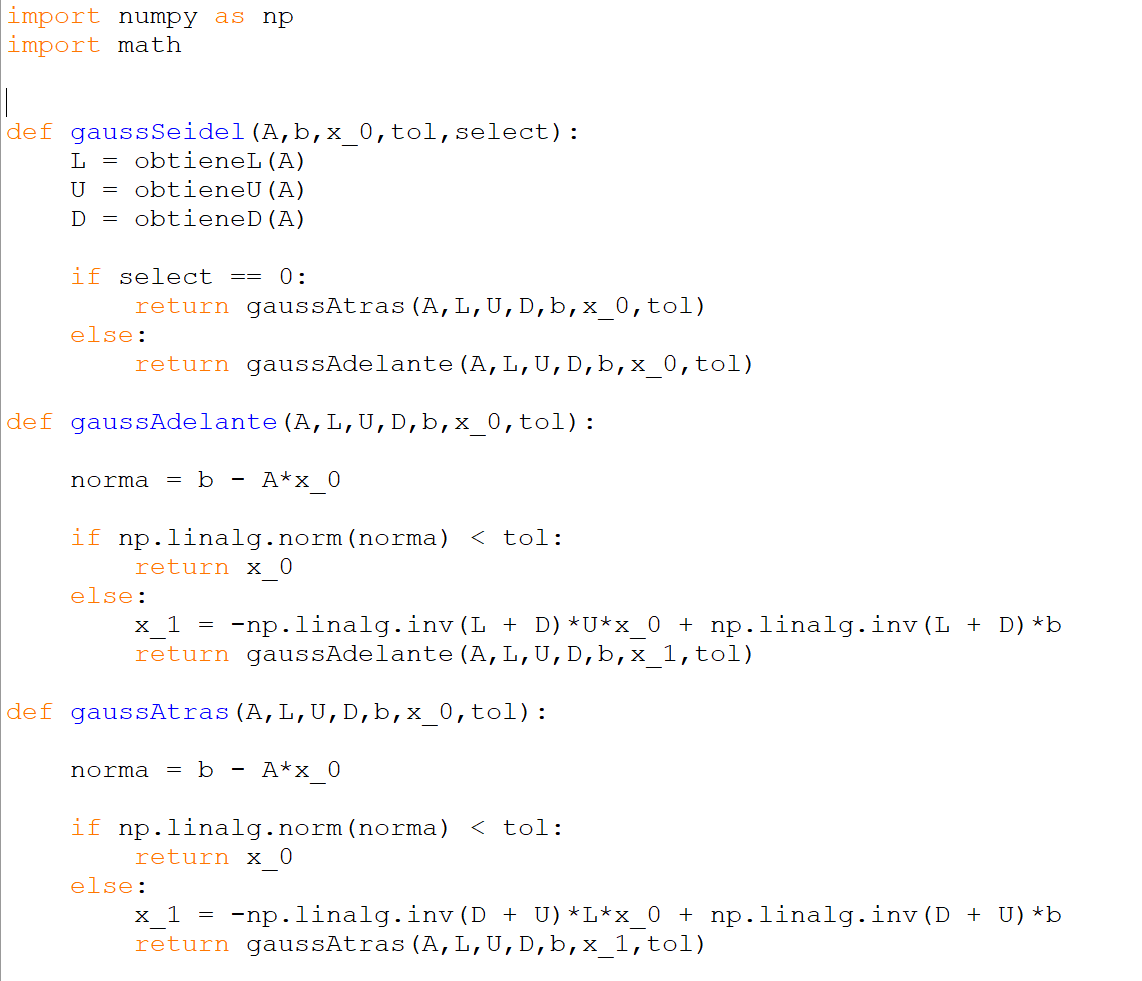 import numpy as np
import math
def gaussSeidel(A,b,x_0,tol,select):
    L = obtieneL(A)
    U = obtieneU(A)
    D = obtieneD(A)
    if select == 0:
        return gaussAtras(A,L,U,D,b,x_0,tol)
    else:
        return gaussAdelante(A,L,U,D,b,x_0,tol)
def gaussAdelante(A,L,U,D,b,x_0,tol):
    norma = b - A*x_0
    if np.linalg.norm(norma) < tol:
        return x_0
    else:
        x_1 = -np.linalg.inv(L + D)*U*x_0 + np.linalg.inv(L + D)*b
        return gaussAdelante(A,L,U,D,b,x_1,tol)
def gaussAtras(A,L,U,D,b,x_0,tol):
    norma = b - A*x_0
    if np.linalg.norm(norma) < tol:
        return x_0
    else:
        x_1 = -np.linalg.inv(D + U)*L*x_0 + np.linalg.inv(D + U)*b
        return gaussAtras(A,L,U,D,b,x_1,tol)